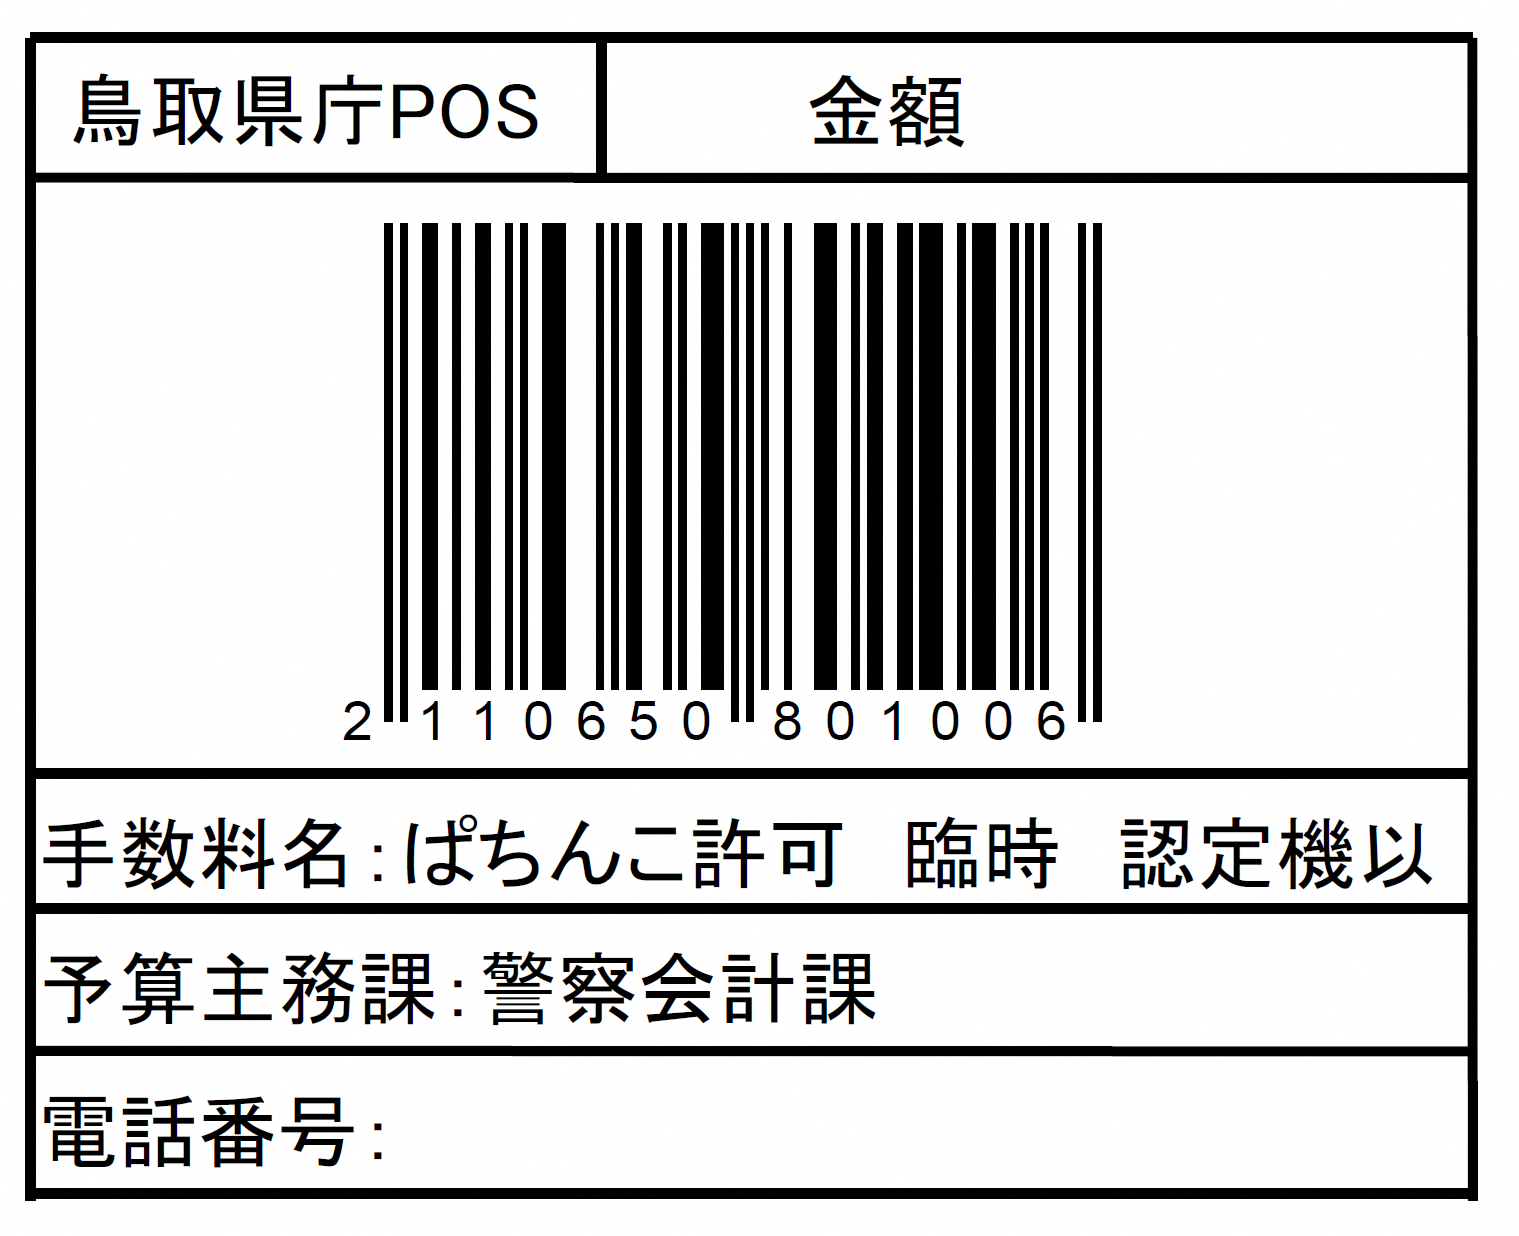 鳥取県庁POS 金額
2110650801006
手数料名:ぱちんこ許可　臨時　認定機以
予算主務課:警察会計課
電話番号: